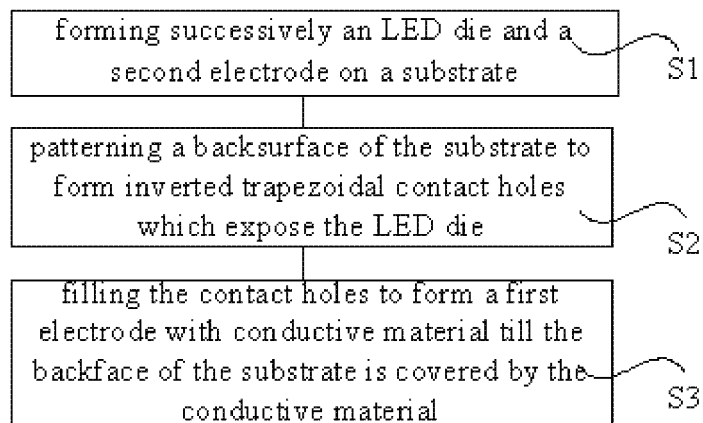 forming successively an LED die and a
second electrode on a substrate
S1
patterning a backsurface of the substrate to
form inverted trapezoidal contact holes
which expose the LED die
S2
filling the contact holes to form a first
electrode with conductive material till the
backface of the substrate is covered by the
conductive material
S3